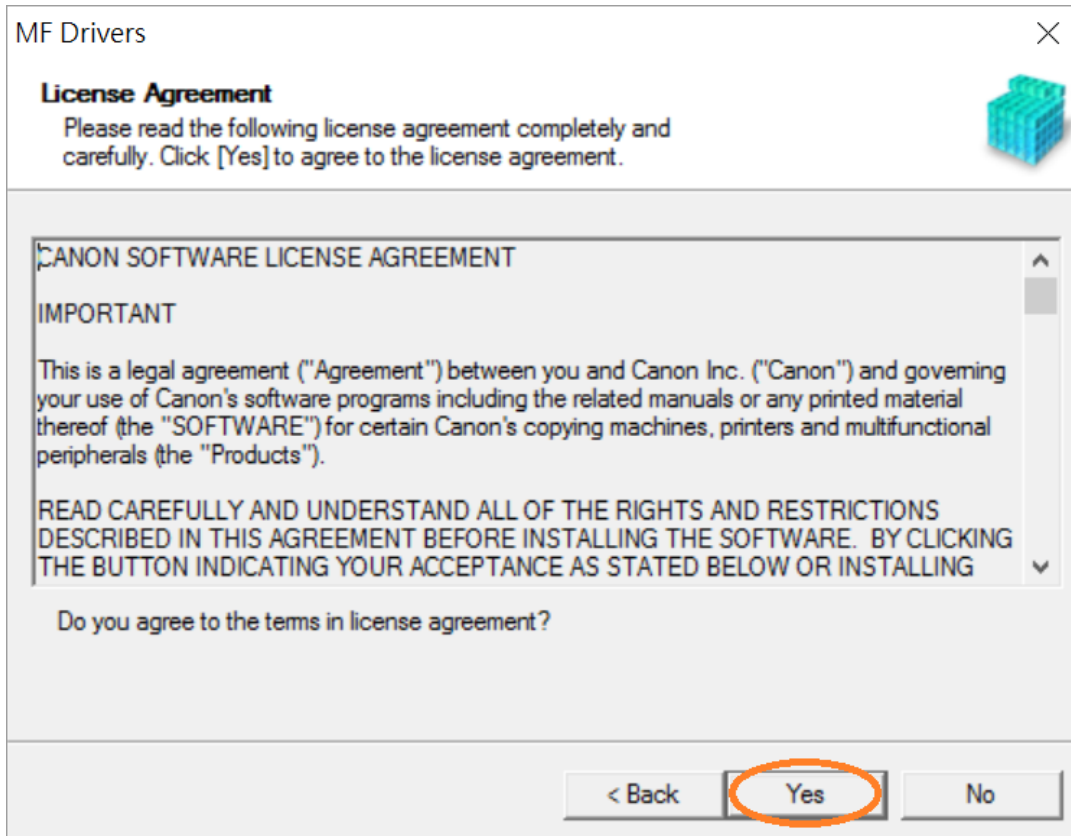 MF Drivers
License Agreement
Please read the following license agreement completely and
carefully. Click [Yes] to agree to the license agreement.
CANON SOFTWARE LICENSE AGREEMENT
IMPORTANT
This is a legal agreement ("Agreement") between you and Canon Inc. ("Canon") and governing
your use of Canon's software programs including the related manuals or any printed material
thereof (the "SOFTWARE") for certain Canon's copying machines, printers and multifunctional
peripherals (the "Products").
READ CAREFULLY AND UNDERSTAND ALL OF THE RIGHTS AND RESTRICTIONS
DESCRIBED IN THIS AGREEMENT BEFORE INSTALLING THE SOFTWARE.  BY CLICKING
THE BUTTON INDICATING YOUR ACCEPTANCE AS STATED BELOW OR INSTALLING
Do you agree to the terms in license agreement?
< Back Yes No